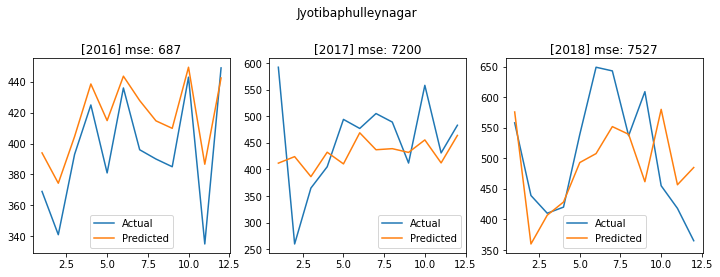 Jyotibaphulleynagar
[2016] mse: 687
[2017] mse: 7200
[2018] mse: 7527
440
420
400
380
360
340
Actual
Predicted
2.5 5.0 7.5 10.0 12.5
600
550
500
450
400
350
300
250
Actual
Predicted
2.5 5.0 7.5 10.0 12.5
650
600
550
500
450
400
350
Actual
Predicted
2.5 5.0 7.5 10.0 12.5